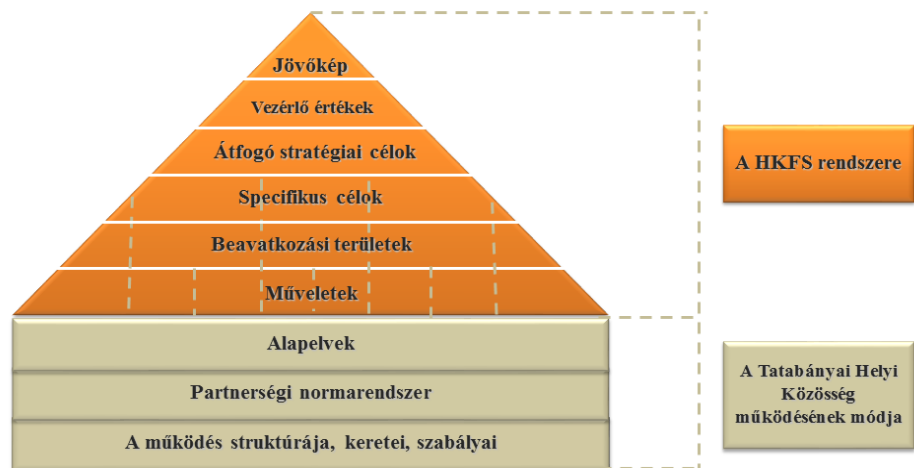 Jövőkép
Vezérlő értékek
Átfogó stratégiai célok
Specifikus célok
Beavatkozási területek
Műveletek
Alapelvek
Partnerségi normarendszer
A működés struktúrája, keretei, szabályai
A HKFS rendszere
A Tatabányai Helyi
Közösség
működésének módja